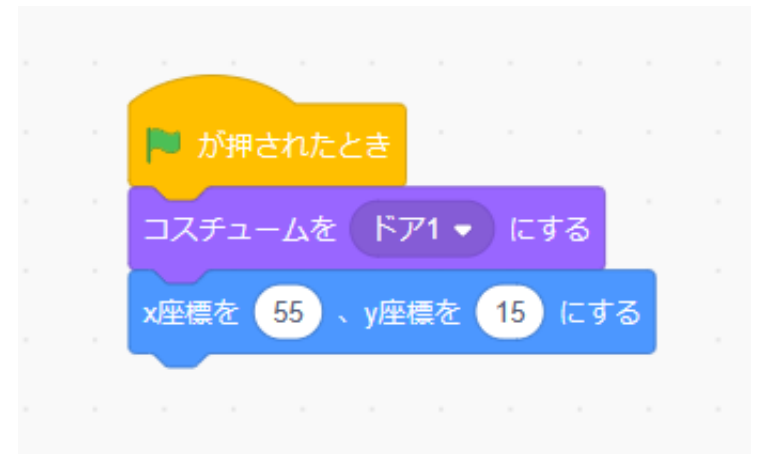 が押されたとき
コスチュームを ドア1 にする
x座標を 55 、y座標を 15 にする